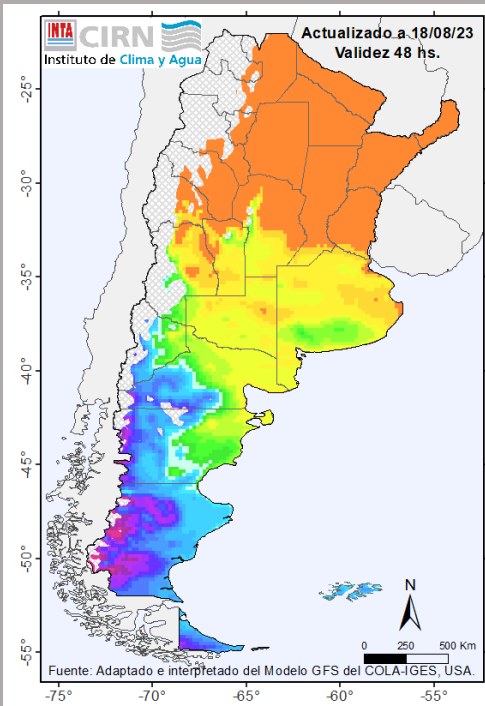 INTA CIRN
Instituto de Clima y Agua
Actualizado a 18/08/23
Validez 48 hs.
-25°
-30°
-35°
-40°
-45°
-50°
-55°
N
0 250 500 Km
Fuente: Adaptado e interpretado del Modelo GFS del COLA-IGES, USA.
-75° -70° -65° -60° -55°